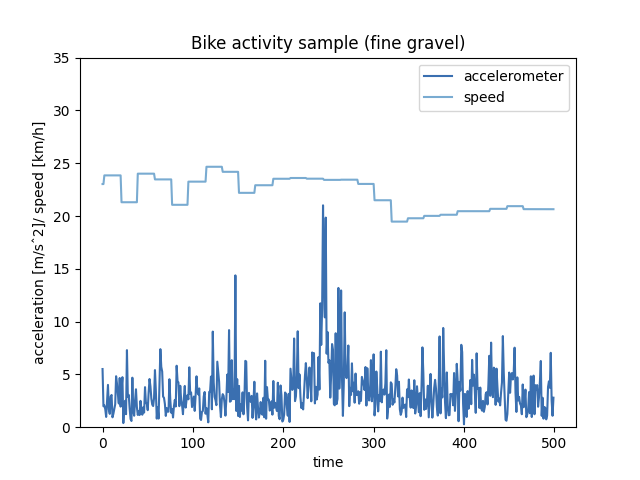 Bike activity sample (fine gravel)
accelerometer
speed
acceleration [m/s^2]/ speed [km/h]
35
30
25
20
15
10
5
0
0 100 200 300 400 500
time